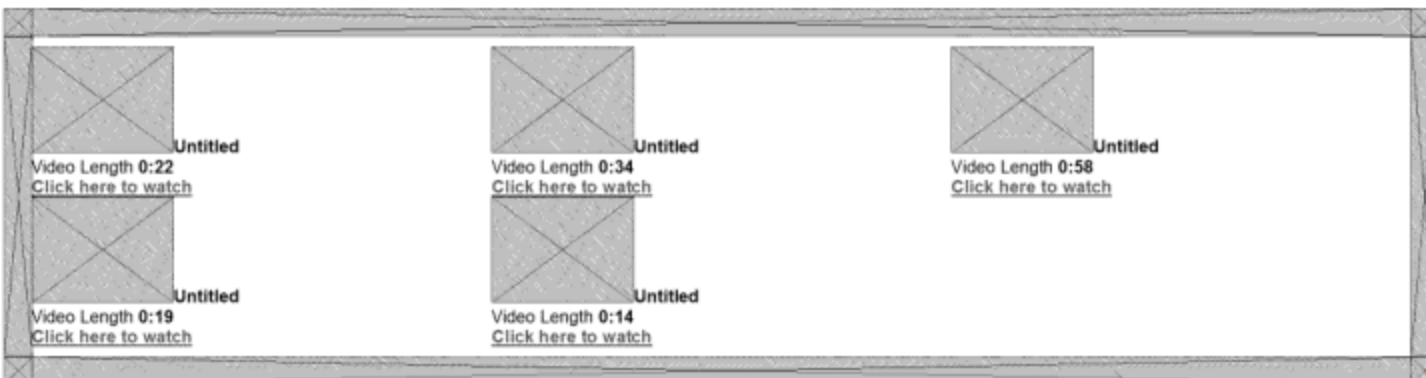 Untitled
Video Length 0:22
Click here to watch
Untitled
Video Length 0:34
Click here to watch
Untitled
Video Length 0:58
Click here to watch
Untitled
Video Length 0:19
Click here to watch
Untitled
Video Length 0:14
Click here to watch